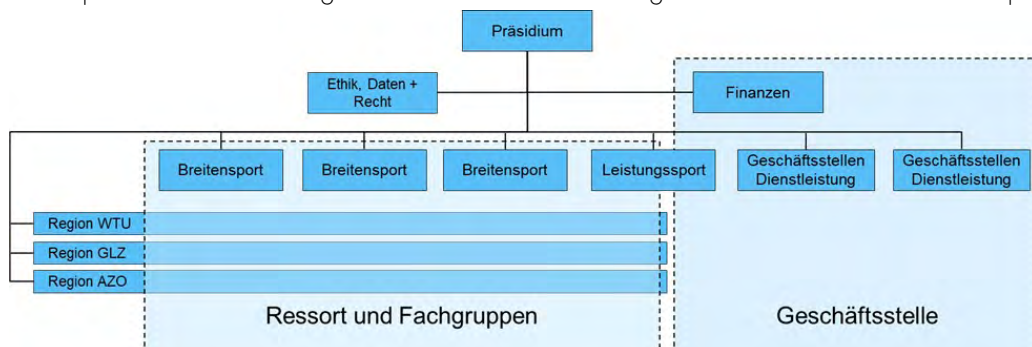 Präsidium
Ethik, Daten +
Recht
Finanzen
Breitensport
Breitensport
Breitensport
Leistungssport
Geschäftsstellen
Dienstleistung
Geschäftsstellen
Dienstleistung
Region WTU
Region GLZ
Region AZO
Ressort und Fachgruppen
Geschäftsstelle